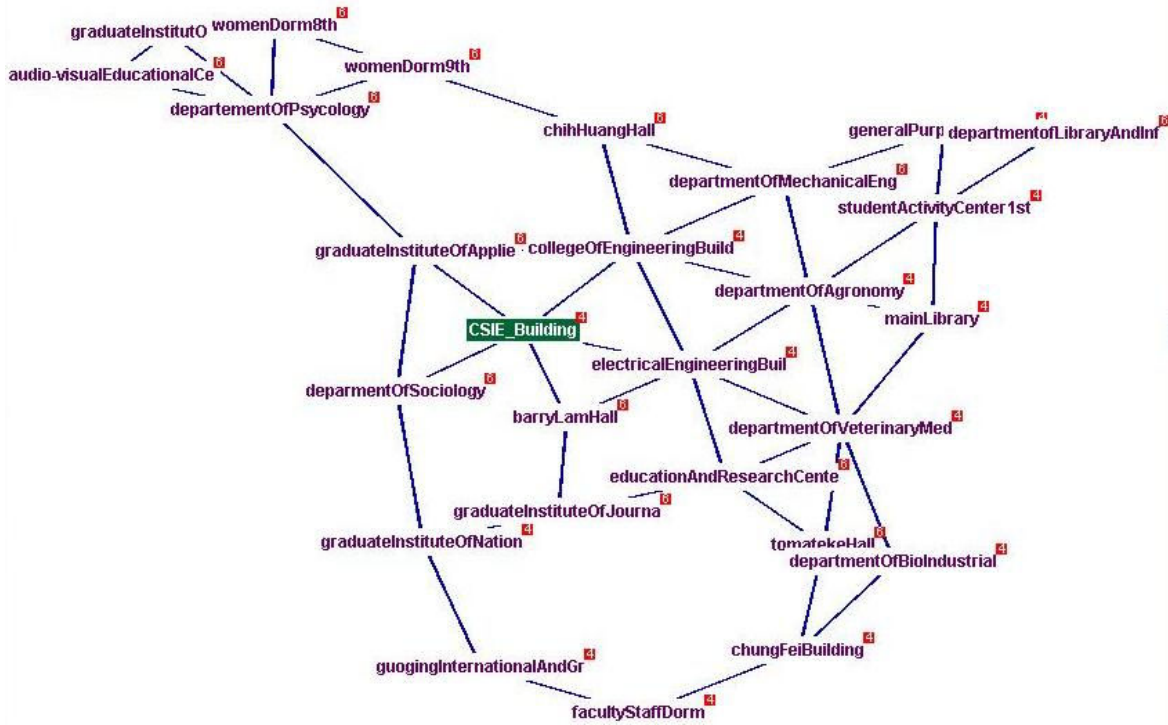 womenDorm8th 6
graduateInstitutO
womenDorm9th 6
audio-visualEducationalCe 6
departementOfPsycology 6
chihHuangHall 6
generalPurp 4
departmentofLibraryAndInf 6
departmentOfMechanicalEng 6
studentActivityCenter1st 4
graduateInstituteOfApplie 6
collegeOfEngineeringBuild 4
departmentOfAgronomy 4
mainLibrary 4
CSIE_Building 4
electricalEngineeringBuil 4
deparmentOfSociology 6
barryLamHall 6
departmentOfVeterinaryMed 4
educationAndResearchCente 6
graduateInstituteOfJourna 6
graduateInstituteOfNation 4
tomatekeHall 6
departmentOfBioIndustrial 4
chungFeiBuilding 4
guogingInternationalAndGr 4
facultyStaffDorm 4